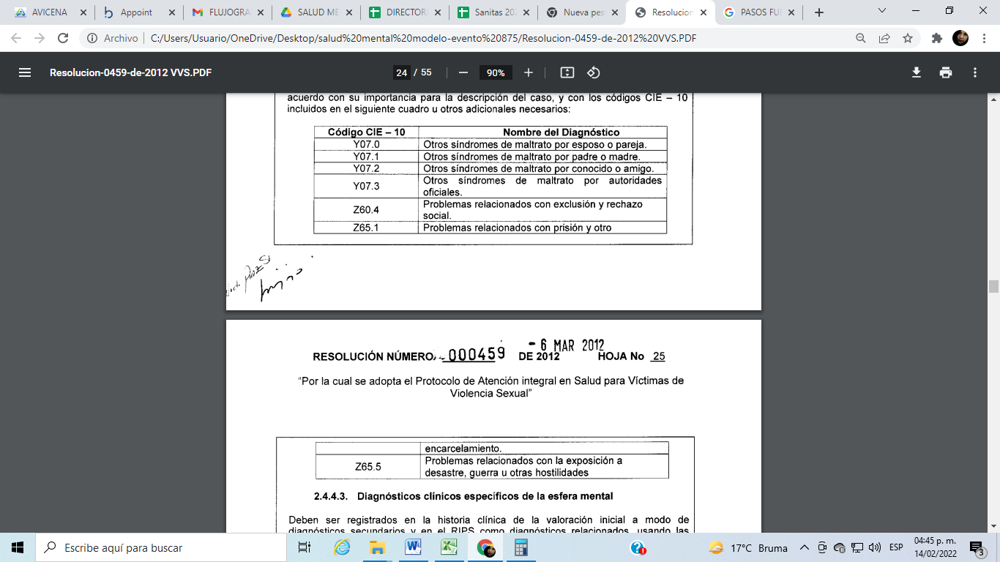 AVICENA
Appoint
FLUJOGRA
SALUD ME
DIRECTORI
Sanitas 202
Nueva pes
Resolucion
PASOS FU
Archivo
C:/Users/Usuario/OneDrive/Desktop/salud%20mental%20modelo-evento%20875/Resolucion-0459-de-2012%20VVS.PDF
Resolucion-0459-de-2012 VVS.PDF
24 / 55
90%
acuerdo con su importancia para la descripción del caso, y con los códigos CIE – 10
incluidos en el siguiente cuadro u otros adicionales necesarios:
Código CIE – 10 Nombre del Diagnóstico
Y07.0 Otros síndromes de maltrato por esposo o pareja.
Y07.1 Otros síndromes de maltrato por padre o madre.
Y07.2 Otros síndromes de maltrato por conocido o amigo.
Y07.3 Otros síndromes de maltrato por autoridades
oficiales.
Z60.4 Problemas relacionados con exclusión y rechazo
social.
Z65.1 Problemas relacionados con prisión y otro
- 6 MAR 2012
RESOLUCIÓN NÚMERO 000459 DE 2012 HOJA No 25
“Por la cual se adopta el Protocolo de Atención integral en Salud para Víctimas de
Violencia Sexual”
encarcelamiento.
Z65.5 Problemas relacionados con la exposición a
desastre, guerra u otras hostilidades
2.4.4.3. Diagnósticos clínicos específicos de la esfera mental
Deben ser registrados en la historia clínica de la valoración inicial a modo de
diagnósticos secundarios y en el RIPS como diagnósticos relacionados, usando las
Escribe aquí para buscar
17°C Bruma
ESP
04:45 p. m.
14/02/2022
3